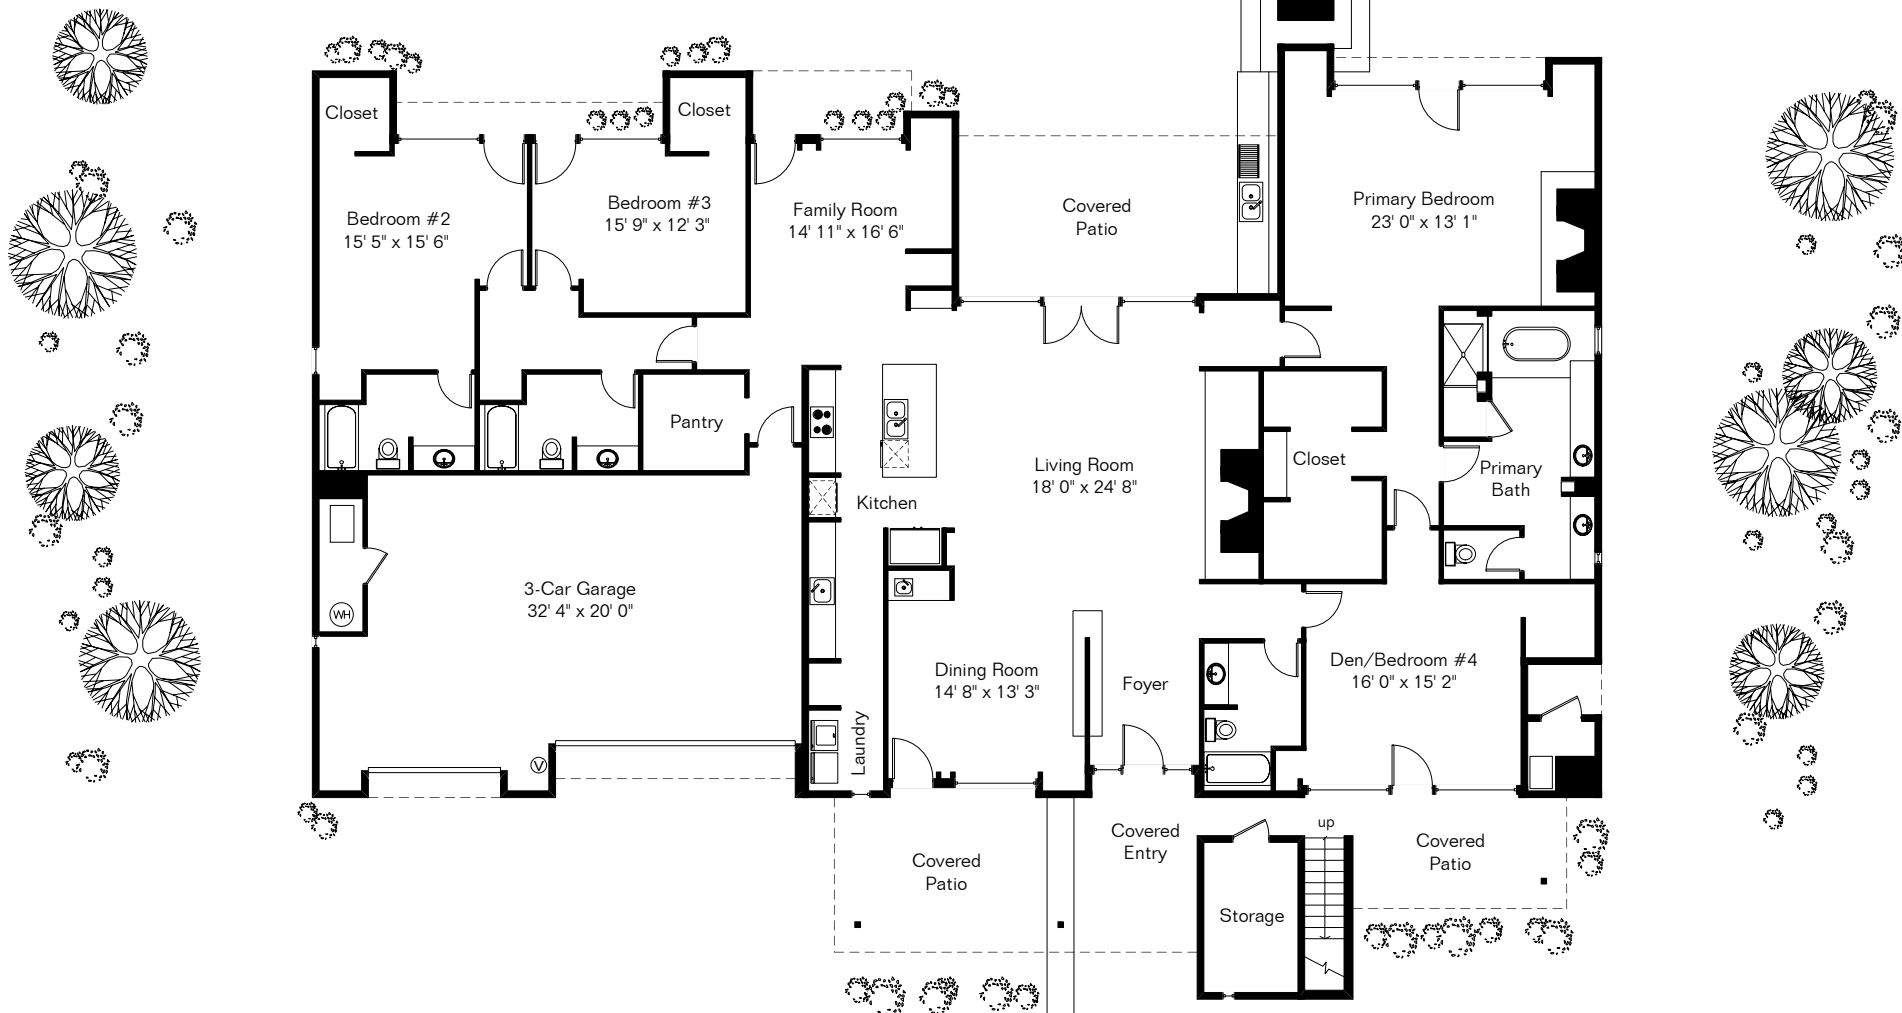 Closet
Closet
Bedroom #2
15' 5" x 15' 6"
Bedroom #3
15' 9" x 12' 3"
Family Room
14' 11" x 16' 6"
Covered
Patio
Primary Bedroom
23' 0" x 13' 1"
Pantry
Kitchen
Living Room
18' 0" x 24' 8"
Closet
Primary
Bath
3-Car Garage
32' 4" x 20' 0"
WH
Dining Room
14' 8" x 13' 3"
Foyer
Den/Bedroom #4
16' 0" x 15' 2"
Laundry
V
Covered
Patio
Covered
Entry
up
Covered
Patio
Storage